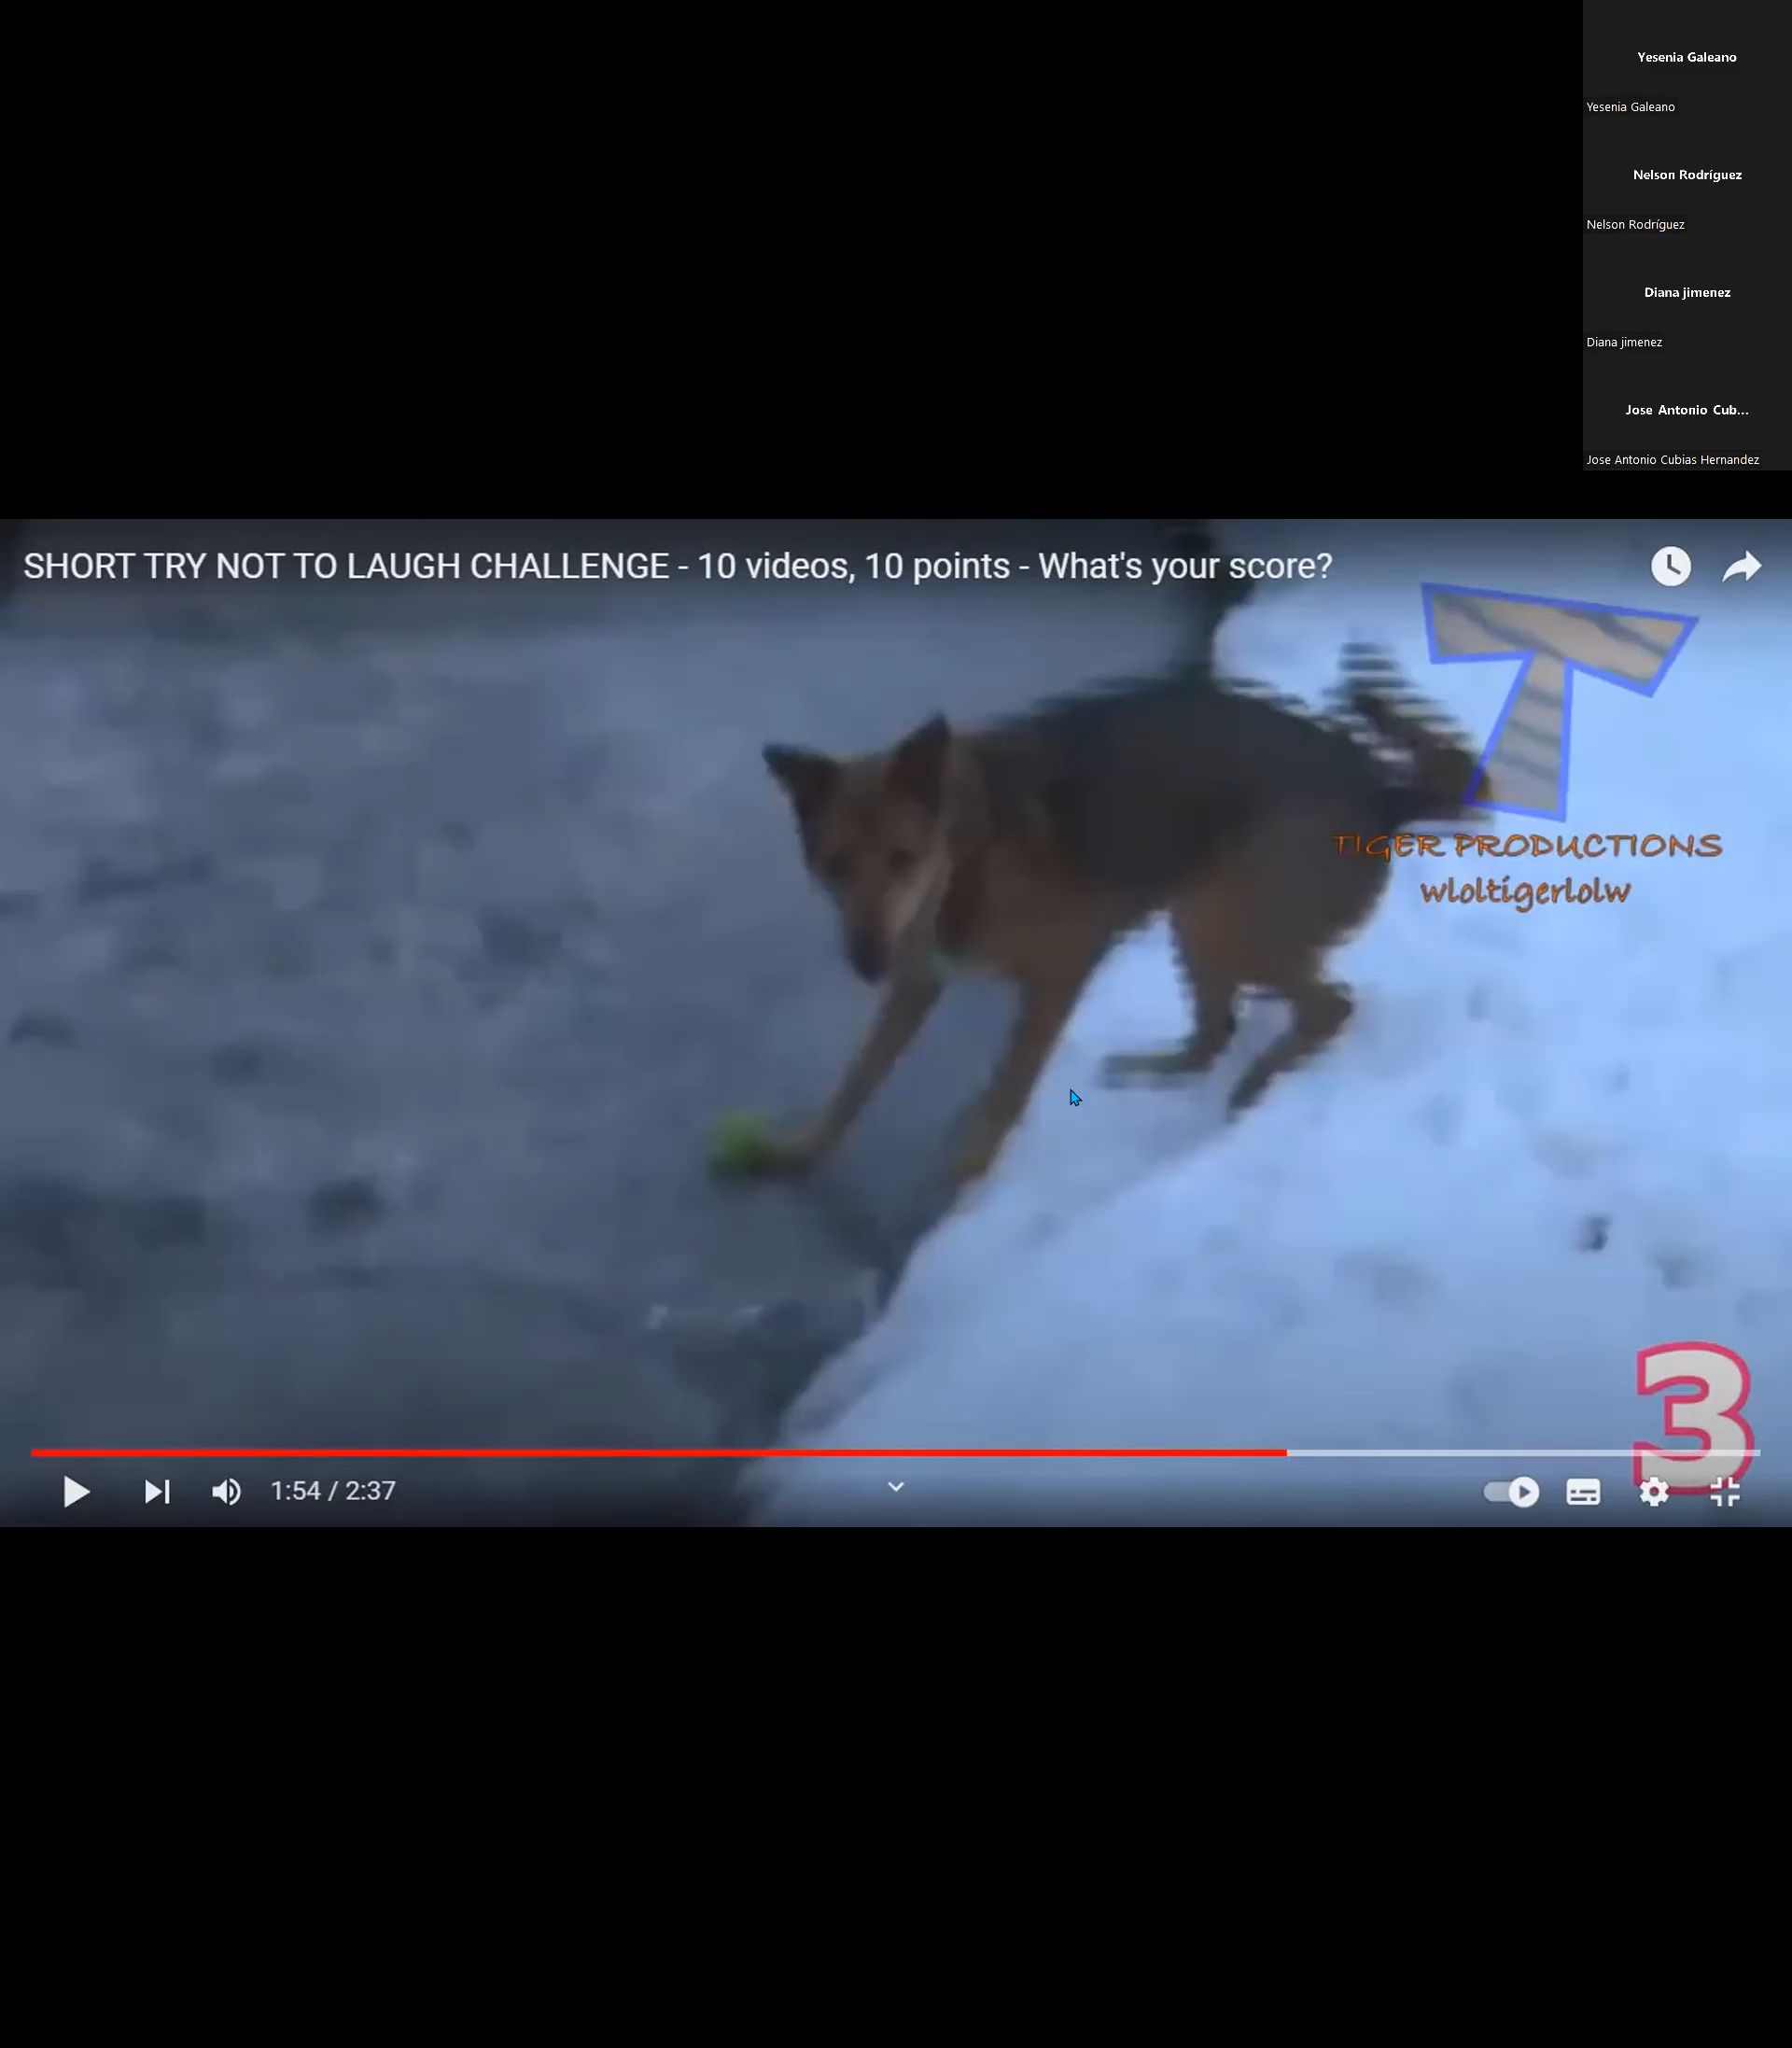 Yesenia Galeano
Yesenia Galeano
Nelson Rodríguez
Nelson Rodríguez
Diana jimenez
Diana jimenez
Jose Antonio Cub...
Jose Antonio Cubias Hernandez
SHORT TRY NOT TO LAUGH CHALLENGE - 10 videos, 10 points - What's your score?
T
TIGER PRODUCTIONS
wloltigerlolw
3
1:54 / 2:37